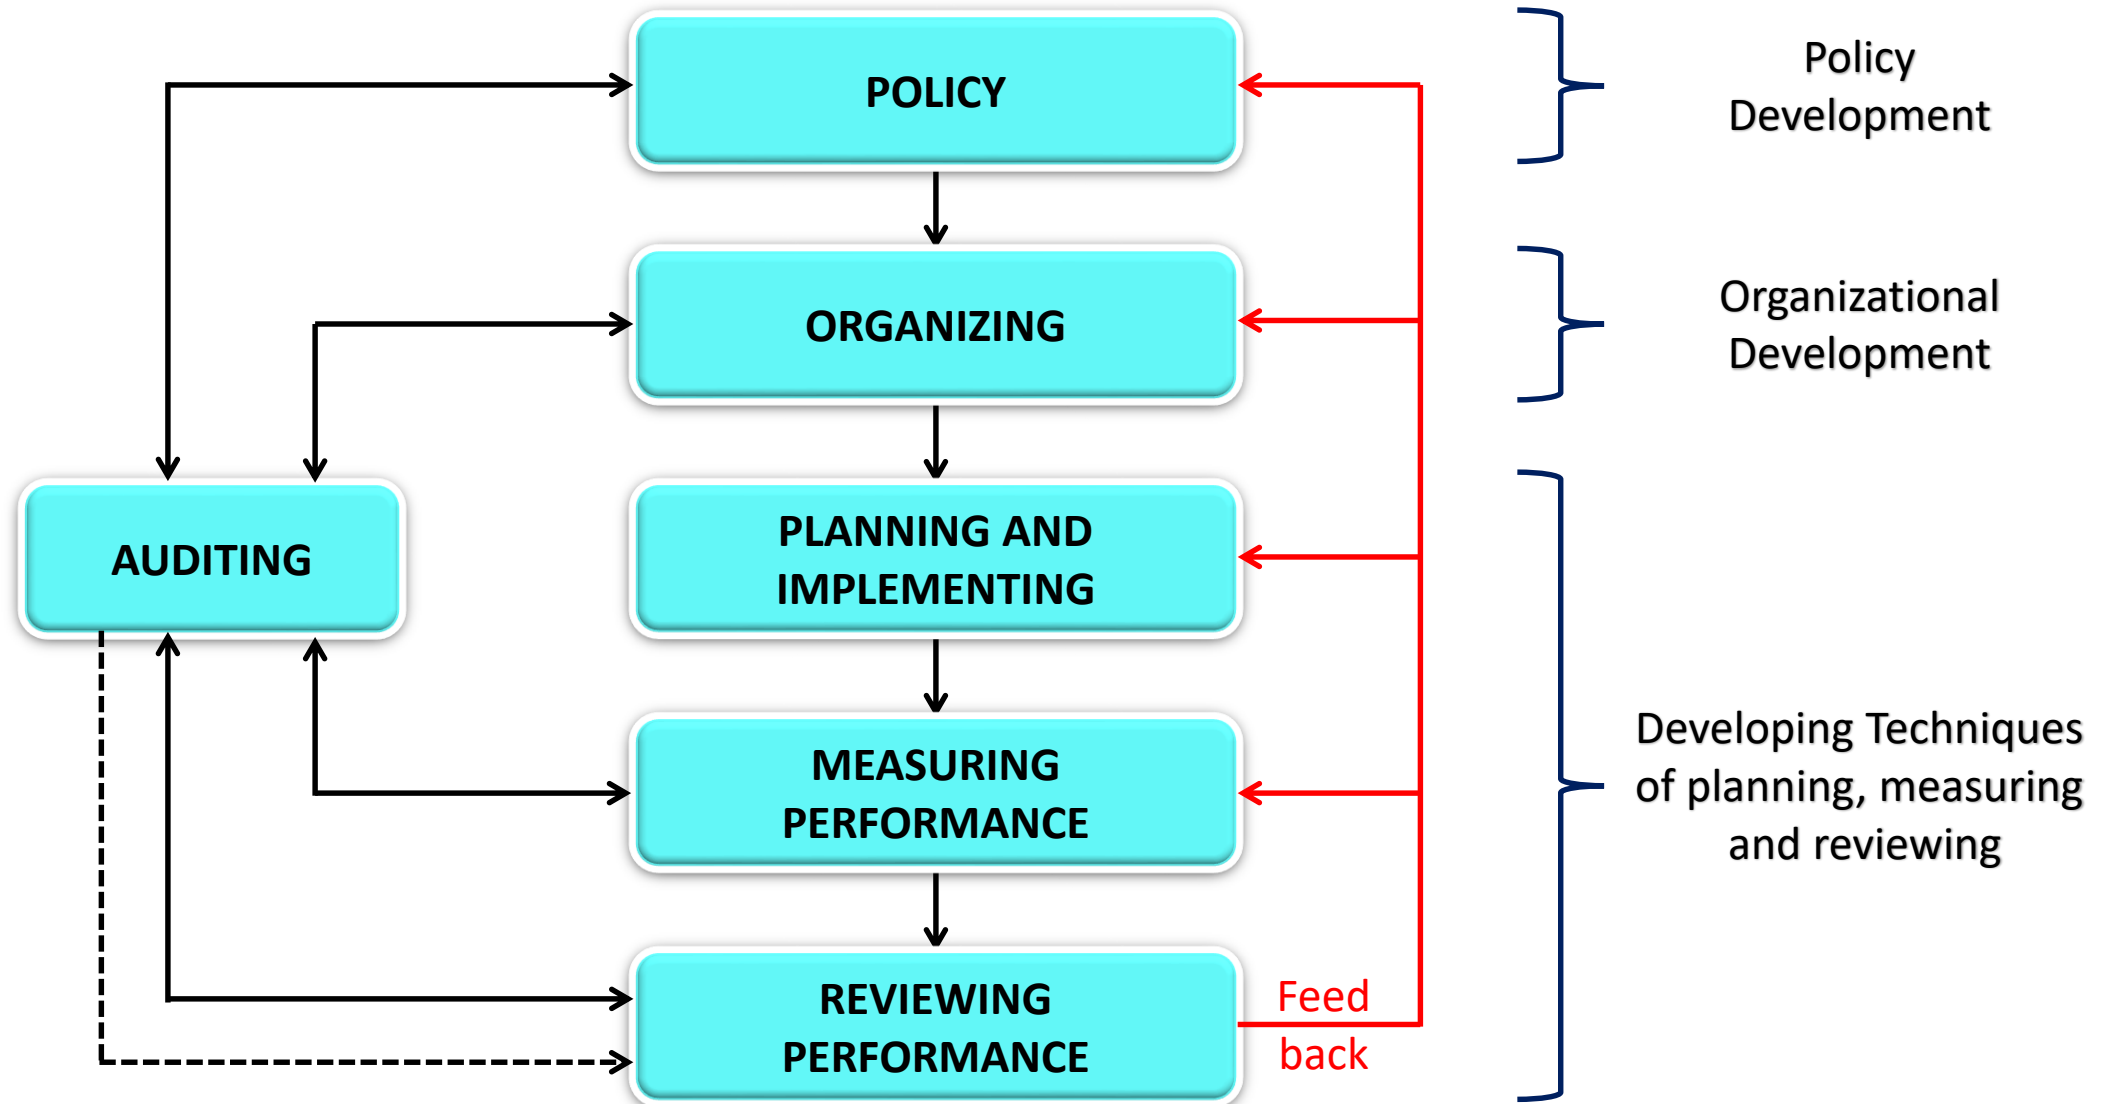 POLICY
Policy
Development
ORGANIZING
Organizational
Development
AUDITING
PLANNING AND
IMPLEMENTING
MEASURING
PERFORMANCE
Developing Techniques
of planning, measuring
and reviewing
REVIEWING
PERFORMANCE
Feed
back